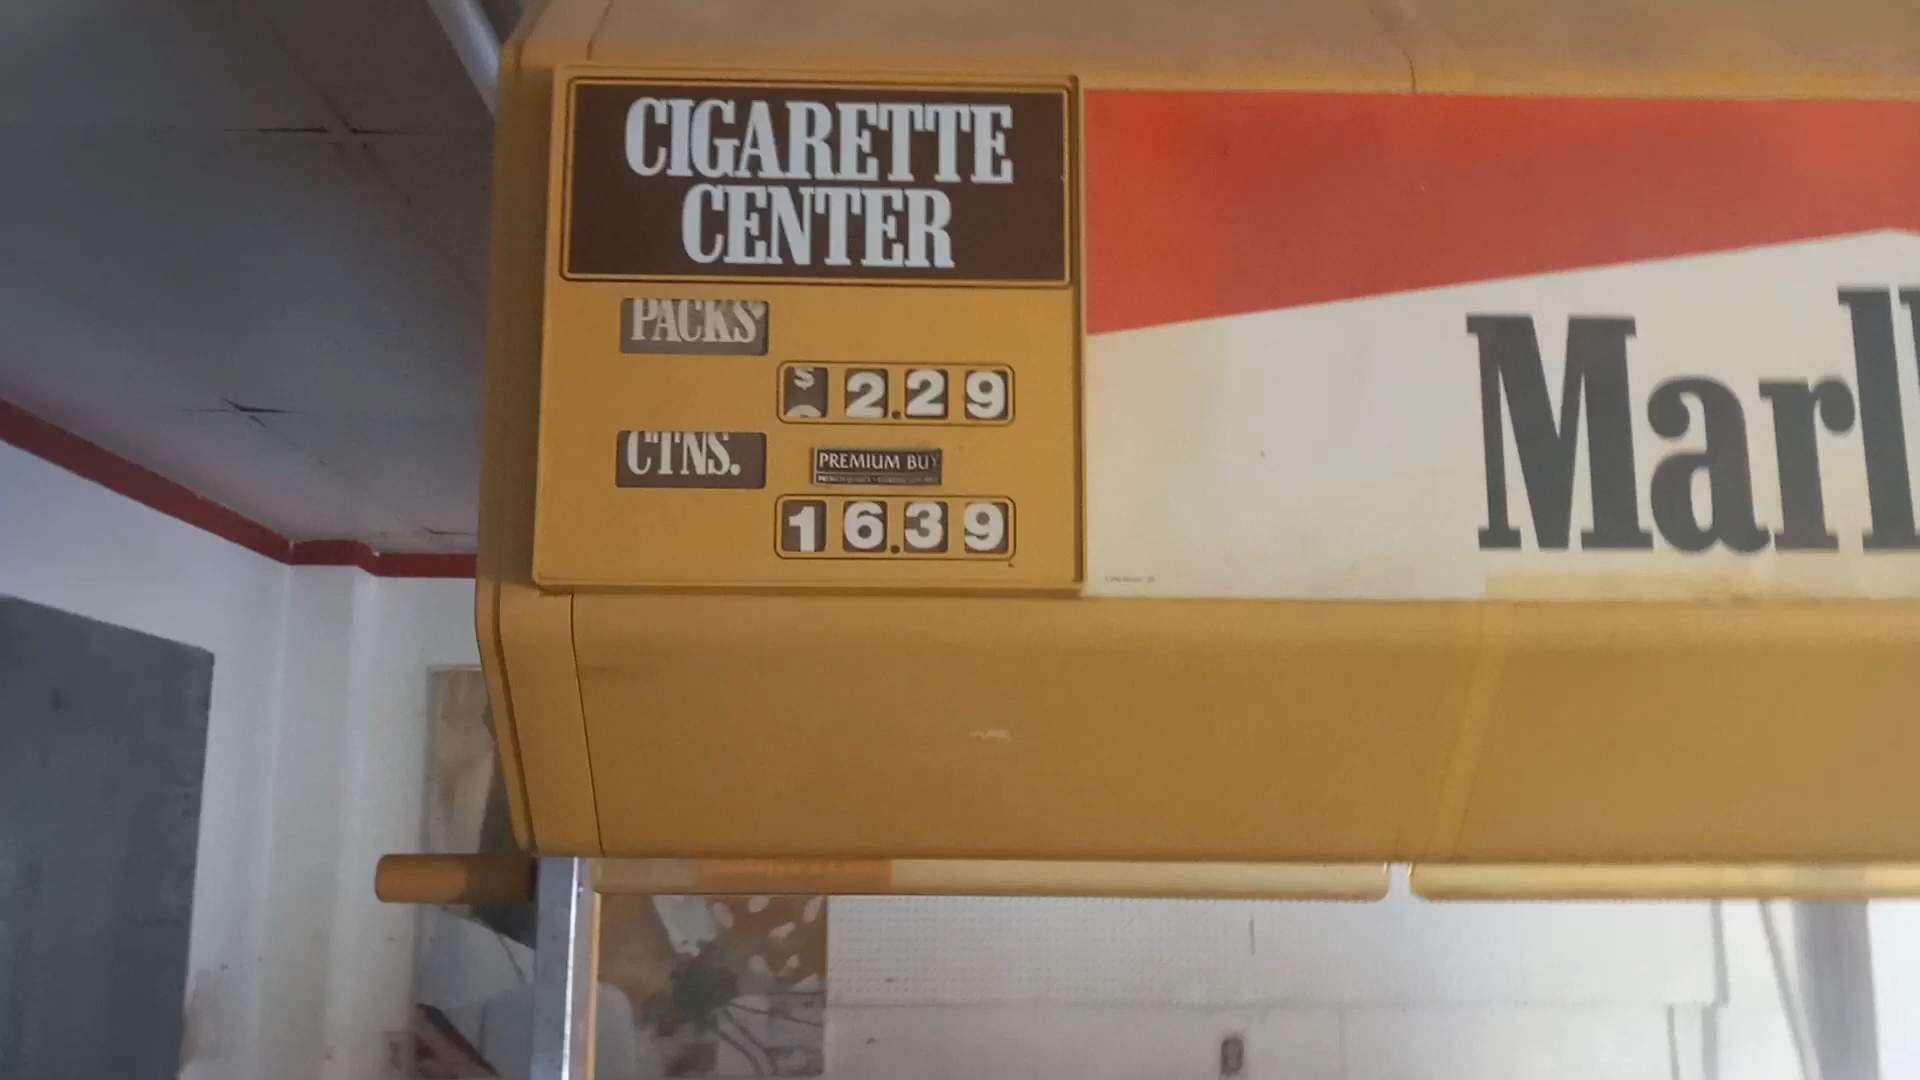 CIGARETTE
CENTER
PACKS
$ 2.29
CTNS.
PREMIUM BUY
16.39
Marl